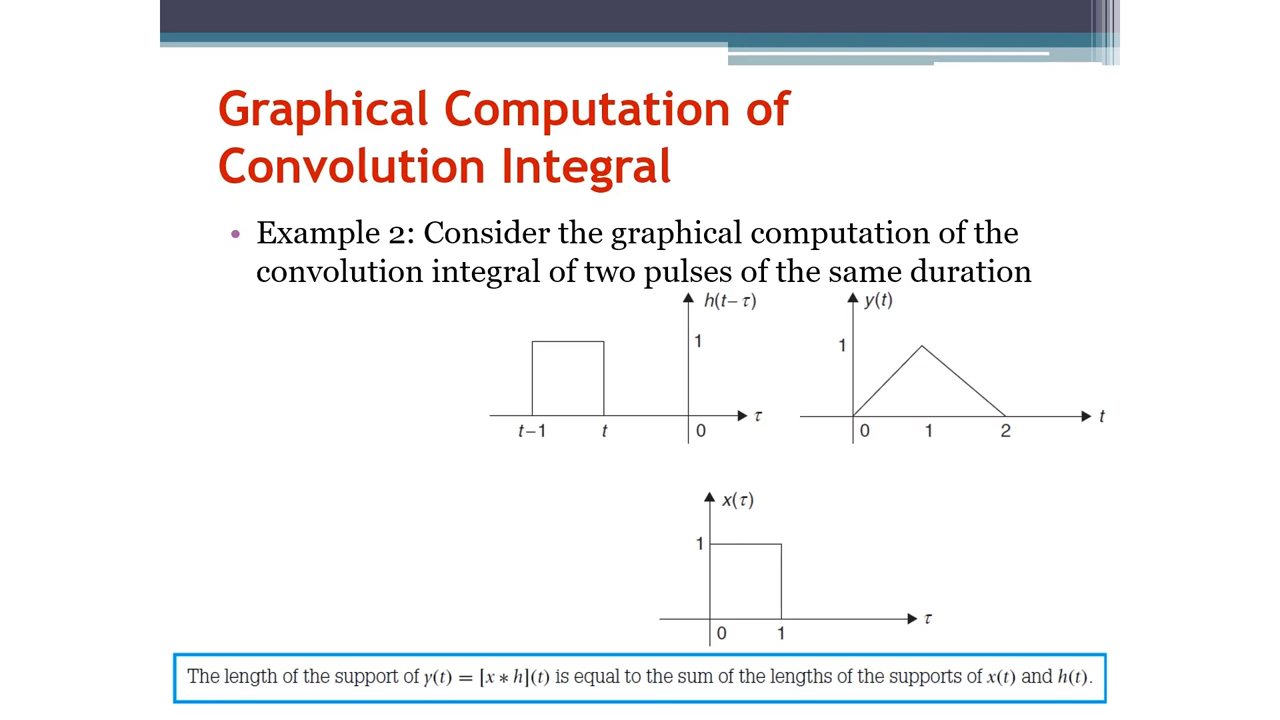 Graphical Computation of
Convolution Integral
• Example 2: Consider the graphical computation of the
convolution integral of two pulses of the same duration
h(t– τ)
1
t–1 t 0 τ
y(t)
1
0 1 2 t
x(τ)
1
0 1 τ
The length of the support of y(t) = [x ∗ h](t) is equal to the sum of the lengths of the supports of x(t) and h(t).